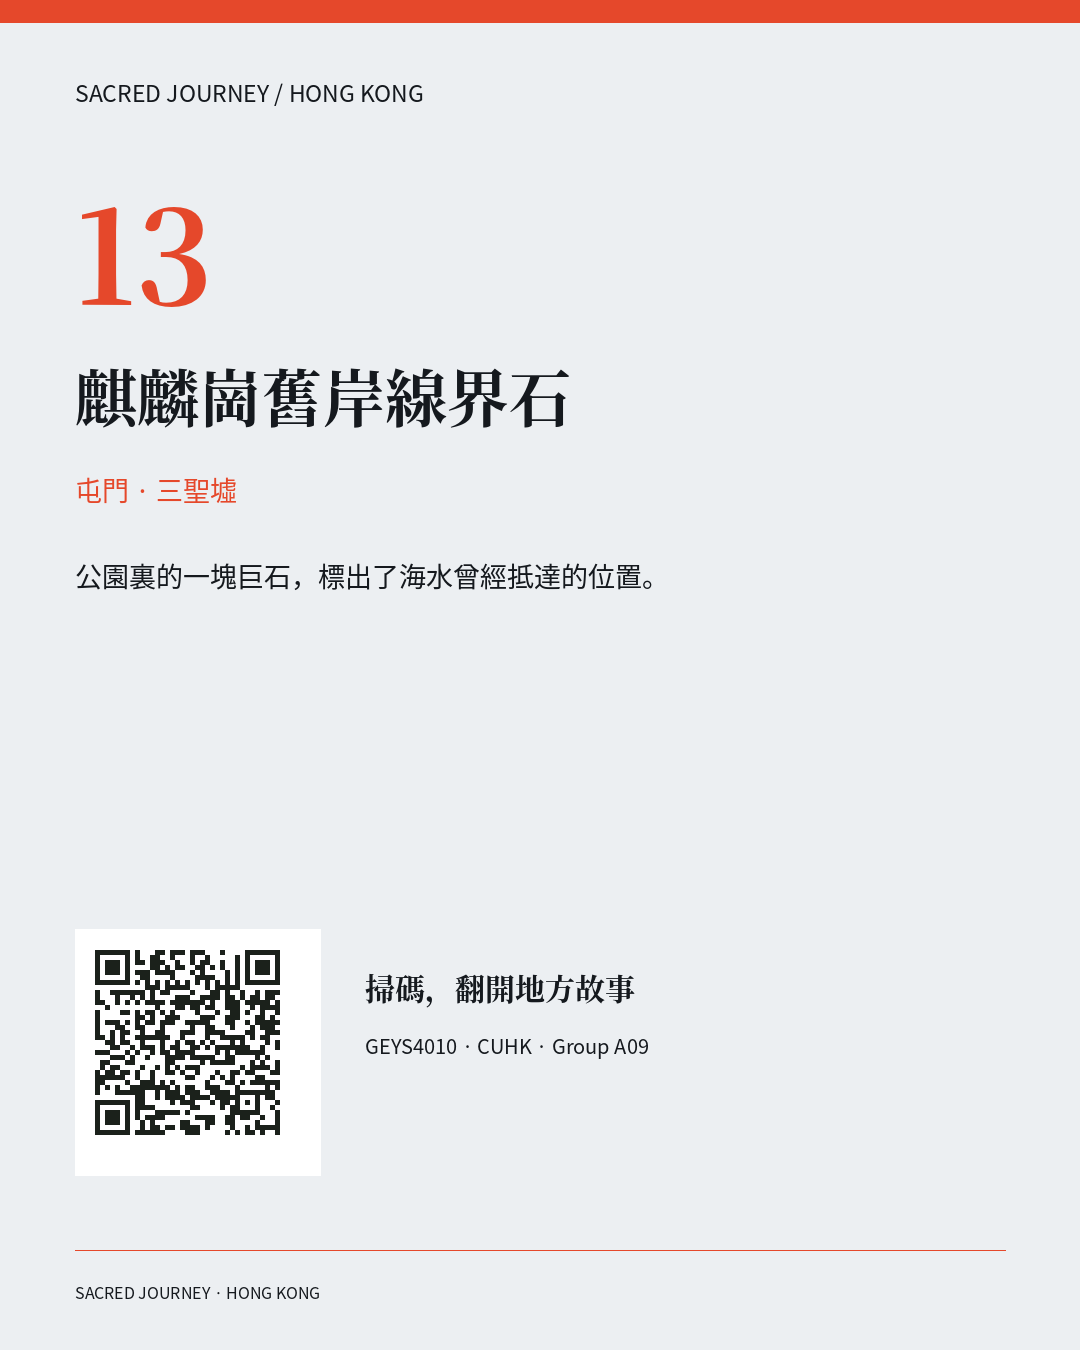 SACRED JOURNEY / HONG KONG
13
麒麟崗舊岸線界石
屯門 · 三聖墟
公園裏的一塊巨石，標出了海水曾經抵達的位置。
掃碼，翻開地方故事
GEYS4010 · CUHK · Group A09
SACRED JOURNEY · HONG KONG